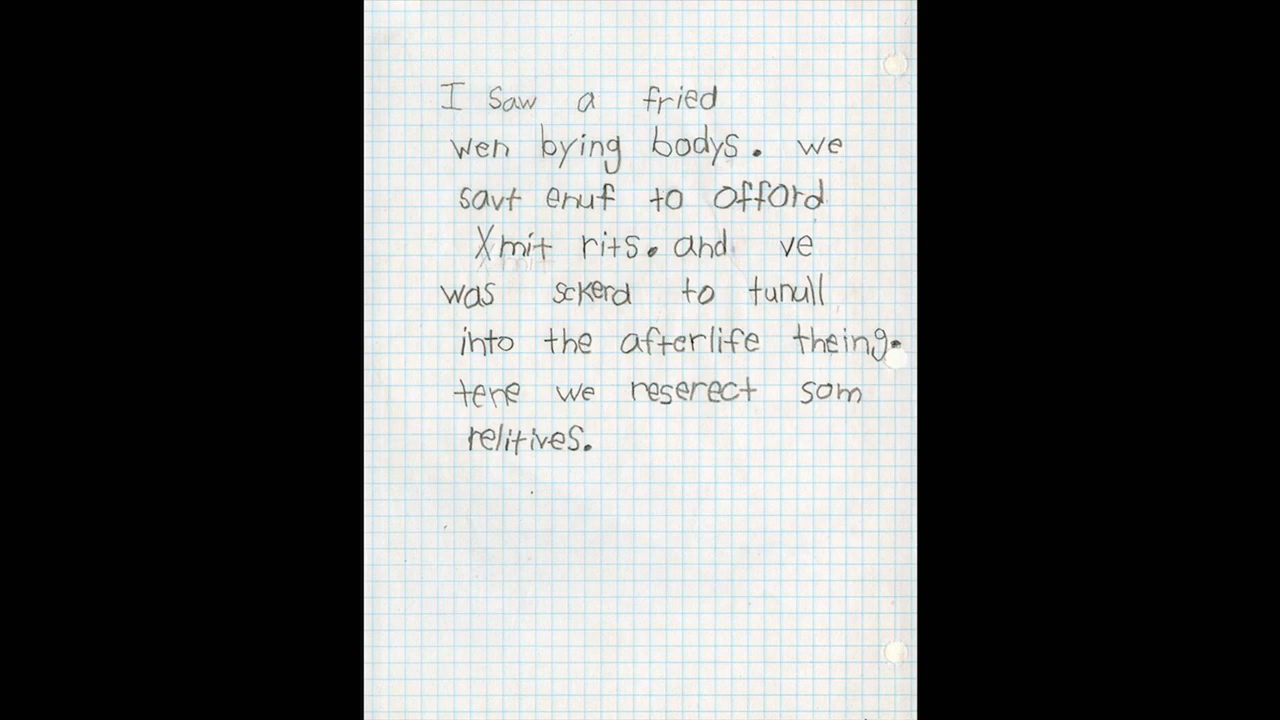 I saw a fried
wen bying bodys. we
savt enuf to offord
Xmit rits. and ve
was sckerd to tunull
into the afterlife theing.
tene we reserect som
relitives.